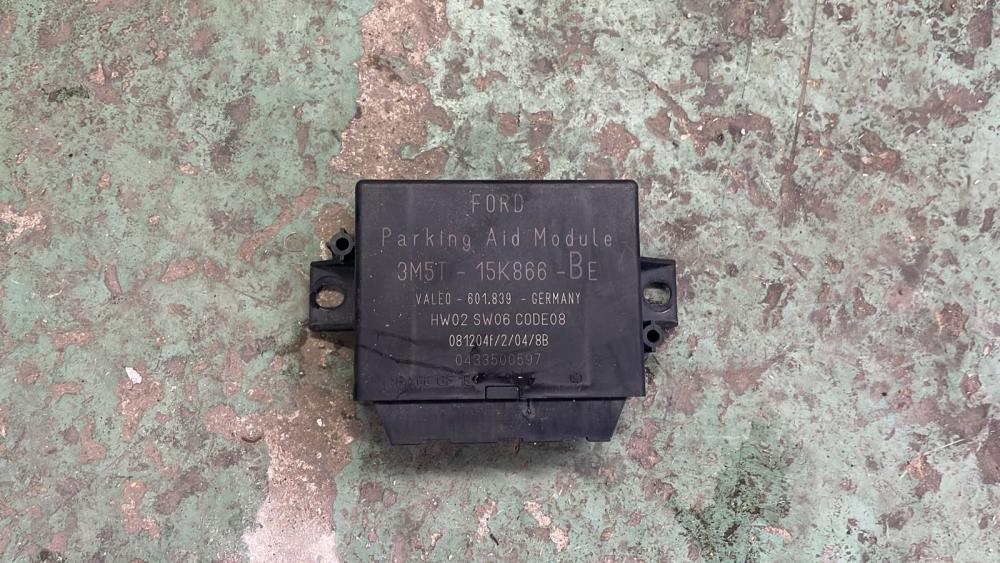 FORD
Parking Aid Module
3M5T - 15K866 - BE
VALEO - 601.839 - GERMANY
HW02 SW06 CODE08
081204f/2/04/8B
0433500597